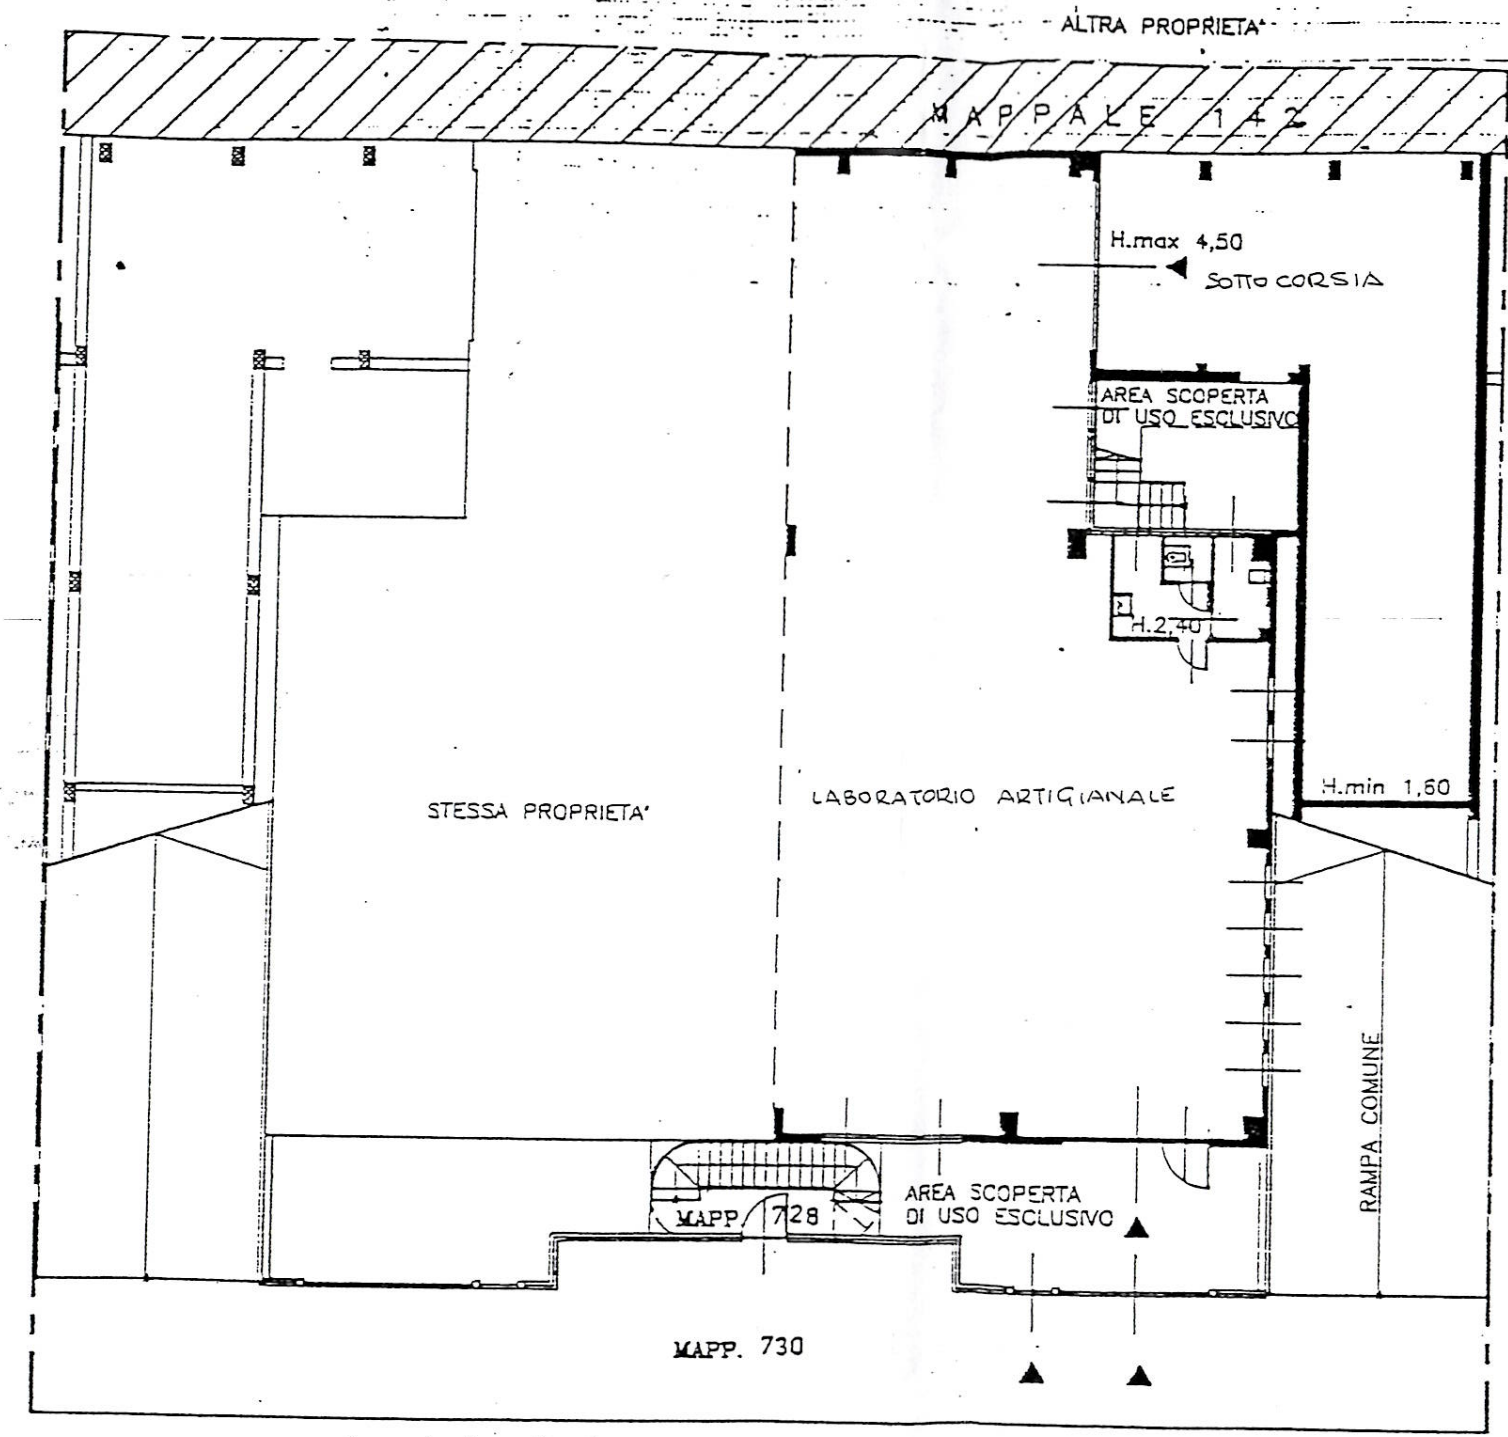 ALTRA PROPRIETA'
MAPPALE 142
H.max 4,50
SOTTO CORSIA
AREA SCOPERTA
DI USO ESCLUSIVO
H.2,40
H.min 1,60
STESSA PROPRIETA'
LABORATORIO ARTIGIANALE
RAMPA COMUNE
AREA SCOPERTA
DI USO ESCLUSIVO
MAPP. 728
MAPP. 730